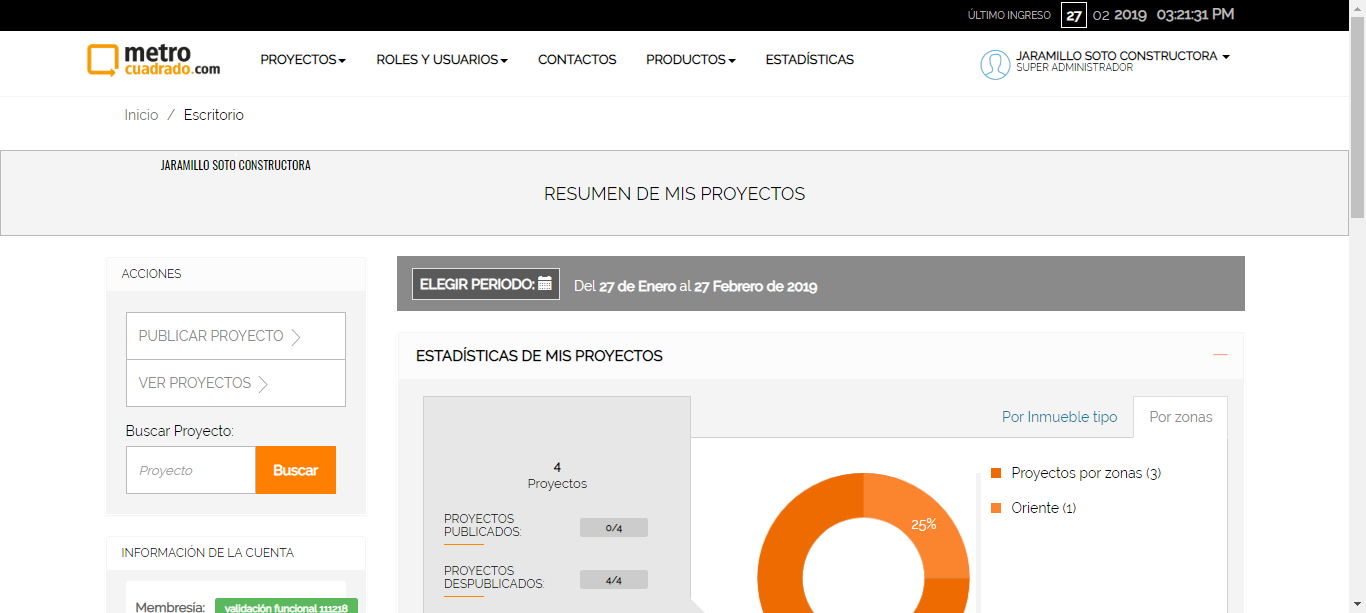 ÚLTIMO INGRESO 27 02 2019 03:21:31 PM
metro
cuadrado.com
PROYECTOS ROLES Y USUARIOS CONTACTOS PRODUCTOS ESTADÍSTICAS
JARAMILLO SOTO CONSTRUCTORA
SUPER ADMINISTRADOR
Inicio / Escritorio
JARAMILLO SOTO CONSTRUCTORA
RESUMEN DE MIS PROYECTOS
ACCIONES
PUBLICAR PROYECTO
VER PROYECTOS
Buscar Proyecto:
Proyecto Buscar
INFORMACIÓN DE LA CUENTA
Membresía: validación funcional 111218
ELEGIR PERIODO: Del 27 de Enero al 27 Febrero de 2019
ESTADÍSTICAS DE MIS PROYECTOS
Por Inmueble tipo Por zonas
4
Proyectos
PROYECTOS
PUBLICADOS: 0/4
PROYECTOS
DESPUBLICADOS: 4/4
25%
Proyectos por zonas (3)
Oriente (1)